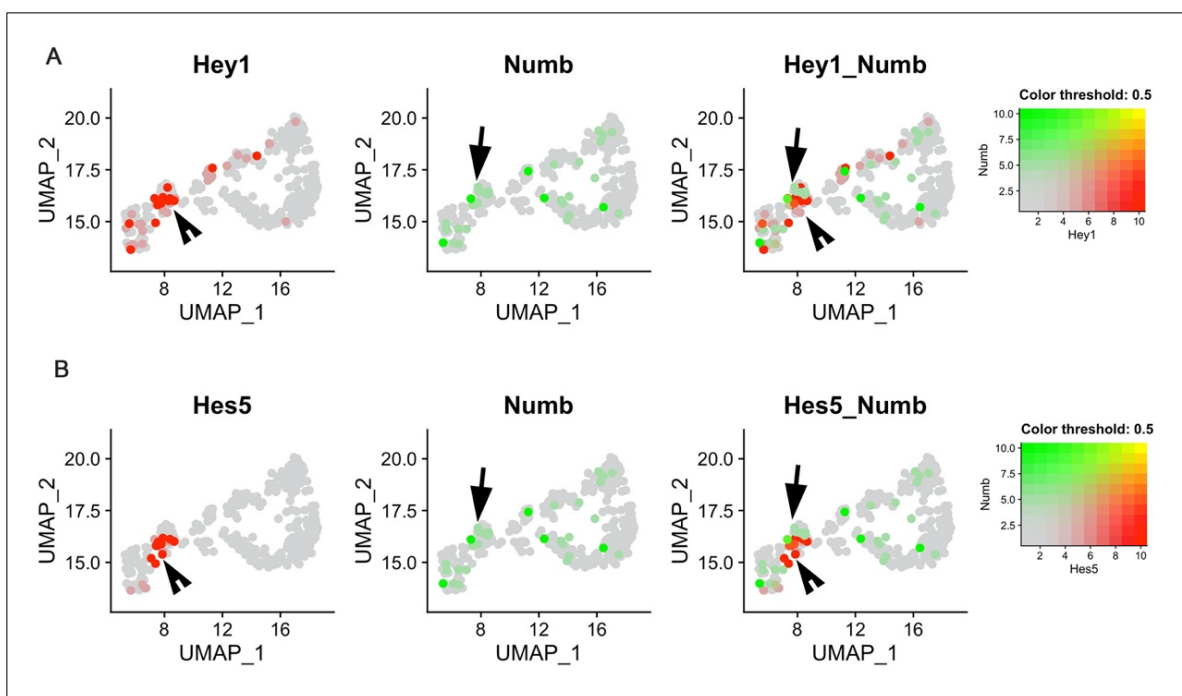 A
Hey1
Numb
Hey1_Numb
Color threshold: 0.5
UMAP_2
20.0
17.5
15.0
8
12
16
UMAP_1
UMAP_2
20.0
17.5
15.0
8
12
16
UMAP_1
UMAP_2
20.0
17.5
15.0
8
12
16
UMAP_1
Numb
10.0
7.5
5.0
2.5
2 4 6 8 10
Hey1
B
Hes5
Numb
Hes5_Numb
Color threshold: 0.5
UMAP_2
20.0
17.5
15.0
8
12
16
UMAP_1
UMAP_2
20.0
17.5
15.0
8
12
16
UMAP_1
UMAP_2
20.0
17.5
15.0
8
12
16
UMAP_1
Numb
10.0
7.5
5.0
2.5
2 4 6 8 10
Hes5